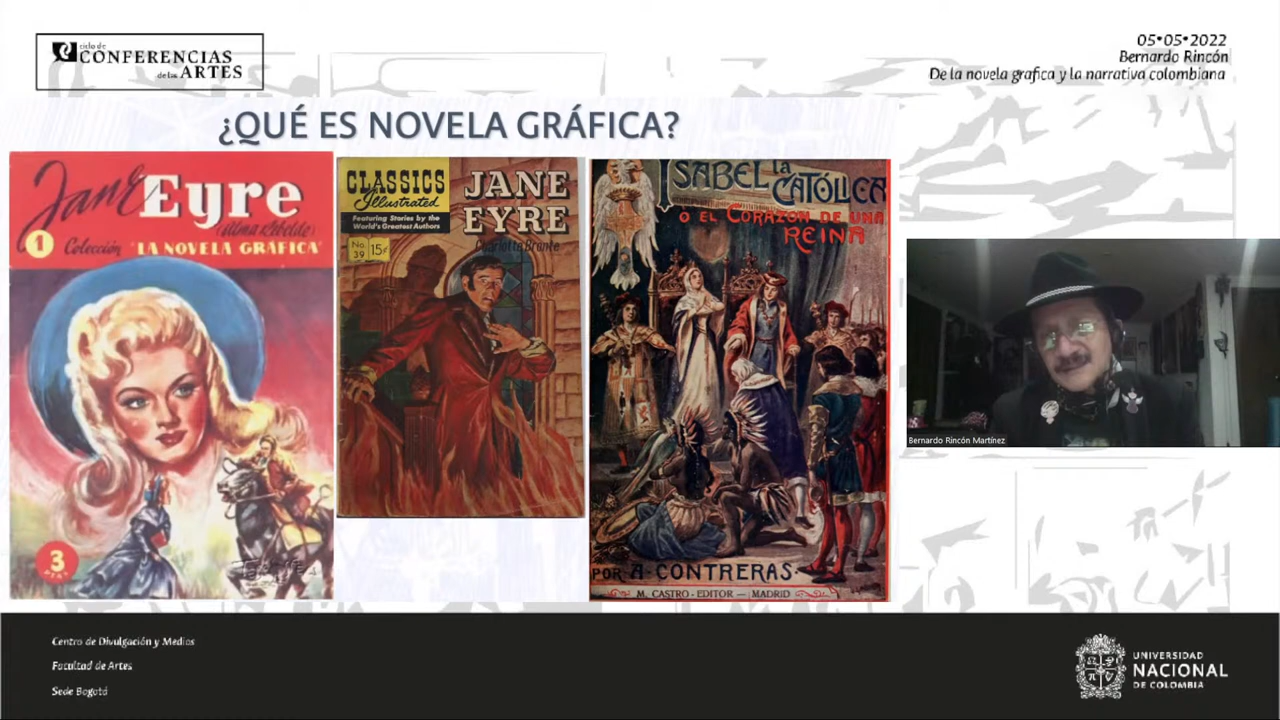 ciclo de
CONFERENCIAS
de las ARTES
05•05•2022
Bernardo Rincón
De la novela grafica y la narrativa colombiana
¿QUÉ ES NOVELA GRÁFICA?
Jane Eyre
(Alma Rebelde)
1 Colección "LA NOVELA GRÁFICA"
3
PTAS
CLASSICS
Illustrated
Featuring Stories by the
World's Greatest Authors
No.
39
15¢
JANE
EYRE
Charlotte Bronte
ISABEL la
CATÓLICA
O EL CORAZON DE UNA
REINA
POR A. CONTRERAS.
M. CASTRO - EDITOR — MADRID
Bernardo Rincón Martínez
Centro de Divulgación y Medios
Facultad de Artes
Sede Bogotá
UNIVERSIDAD
NACIONAL
DE COLOMBIA